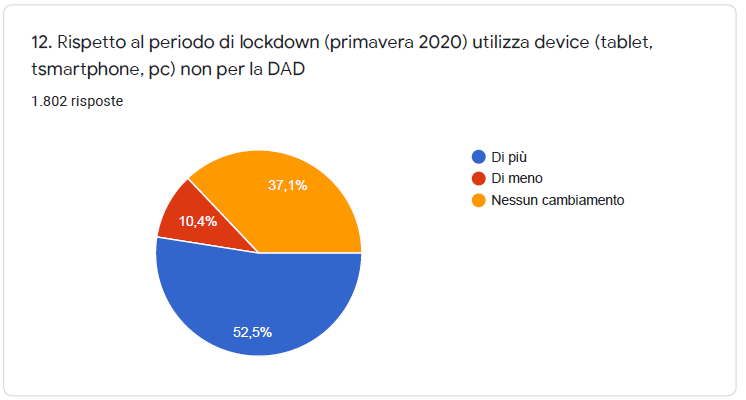 12. Rispetto al periodo di lockdown (primavera 2020) utilizza device (tablet,
tsmartphone, pc) non per la DAD
1.802 risposte
Di più
Di meno
Nessun cambiamento
37,1%
10,4%
52,5%